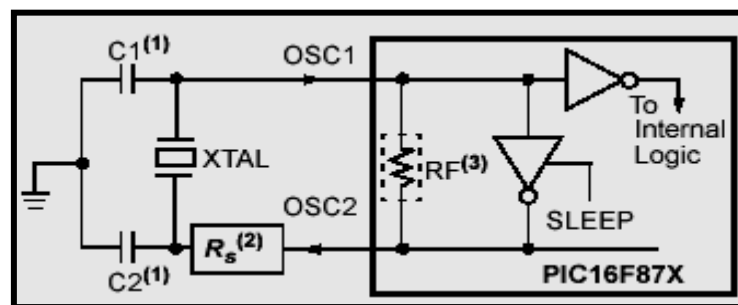 C1(1)
OSC1
To
Internal
Logic
XTAL
RF(3)
OSC2
SLEEP
Rs(2)
C2(1)
PIC16F87X